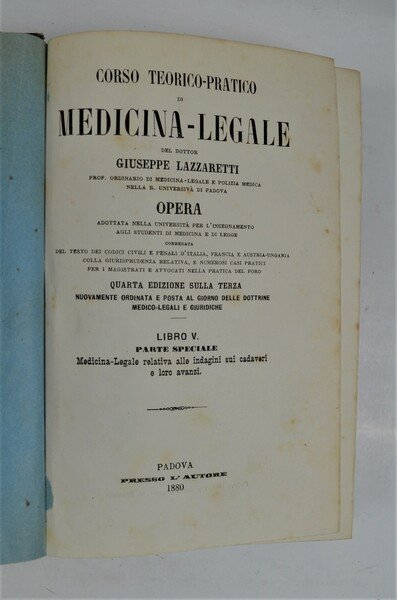 CORSO TEORICO-PRATICO
DI
MEDICINA-LEGALE
DEL DOTTOR
GIUSEPPE LAZZARETTI
PROF. ORDINARIO DI MEDICINA-LEGALE E POLIZIA MEDICA
NELLA R. UNIVERSITÀ DI PADOVA
OPERA
ADOTTATA NELLA UNIVERSITÀ PER L'INSEGNAMENTO
AGLI STUDENTI DI MEDICINA E DI LEGGE
CORREDATA
DEL TESTO DEI CODICI CIVILI E PENALI D'ITALIA, FRANCIA E AUSTRIA-UNGARIA
COLLA GIURISPRUDENZA RELATIVA, E NUMEROSI CASI PRATICI
PER I MAGISTRATI E AVVOCATI NELLA PRATICA DEL FORO
QUARTA EDIZIONE SULLA TERZA
NUOVAMENTE ORDINATA E POSTA AL GIORNO DELLE DOTTRINE
MEDICO-LEGALI E GIURIDICHE
LIBRO V.
PARTE SPECIALE
Medicina-Legale relativa alle indagini sui cadaveri
e loro avanzi.
PADOVA
PRESSO L'AUTORE
1880